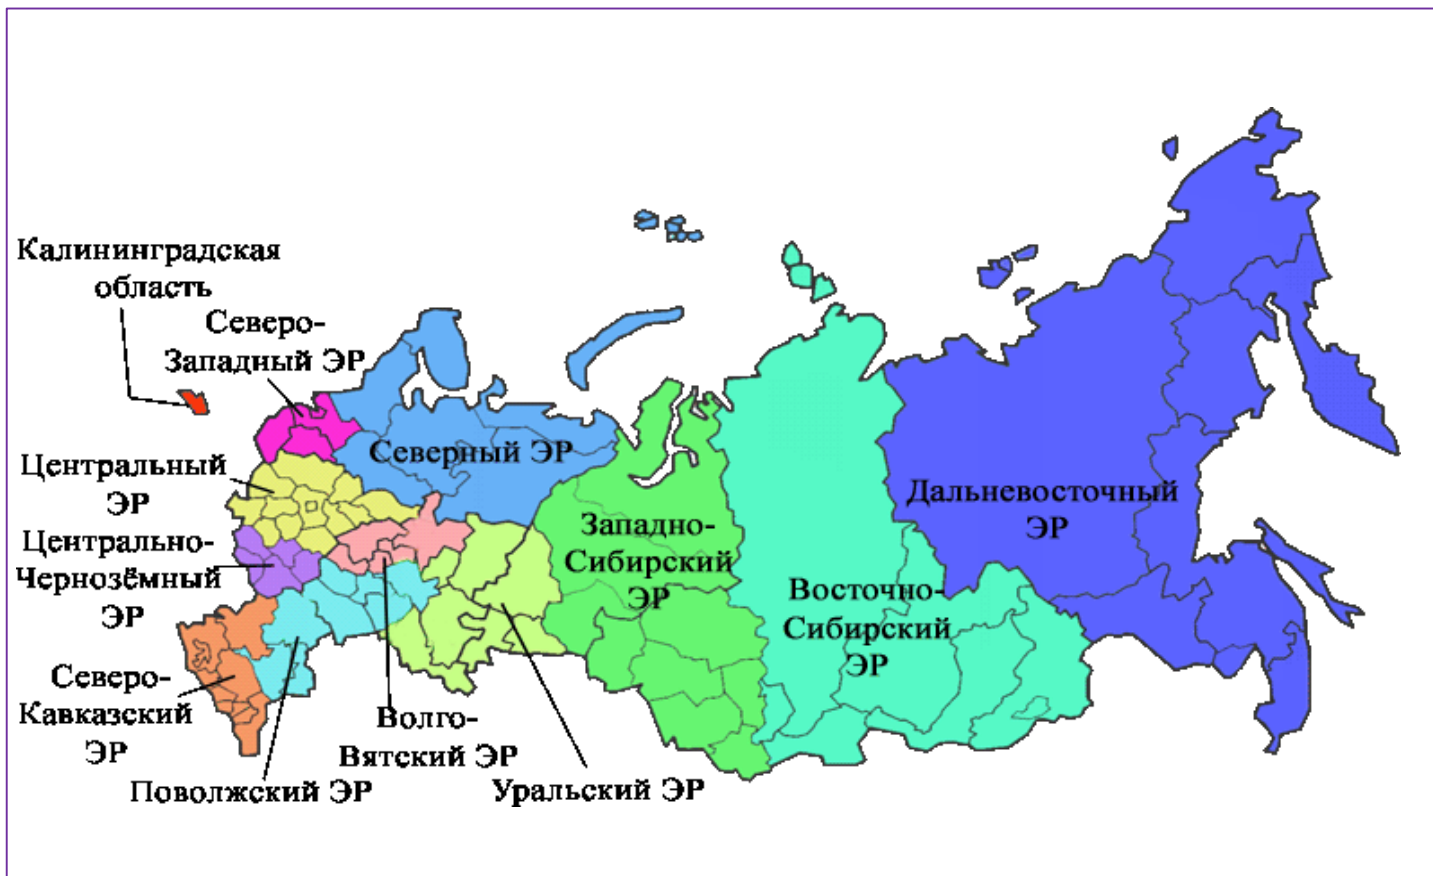 Калининградская
область
Северо-
Западный ЭР
Северный ЭР
Центральный
ЭР
Центрально-
Чернозёмный
ЭР
Северо-
Кавказский
ЭР
Поволжский ЭР
Волго-
Вятский ЭР
Уральский ЭР
Западно-
Сибирский
ЭР
Восточно-
Сибирский
ЭР
Дальневосточный
ЭР